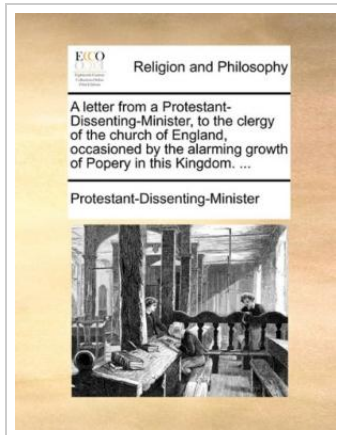 ECCO
Religion and Philosophy
A letter from a Protestant-
Dissenting-Minister, to the clergy
of the church of England,
occasioned by the alarming growth
of Popery in this Kingdom. ...
Protestant-Dissenting-Minister